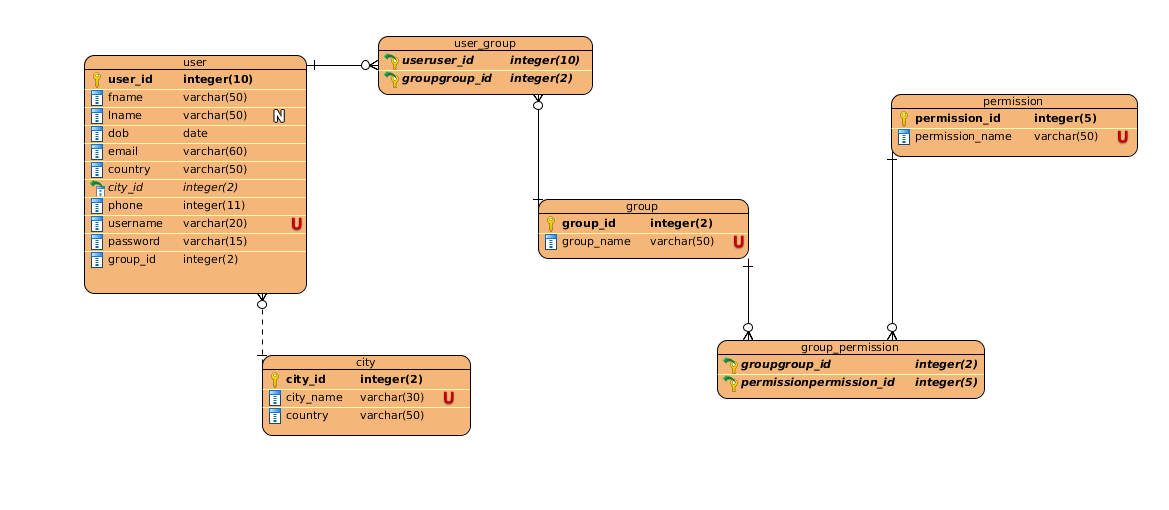 user
user_id integer(10)
fname varchar(50)
lname varchar(50) N
dob date
email varchar(60)
country varchar(50)
city_id integer(2)
phone integer(11)
username varchar(20) U
password varchar(15)
group_id integer(2)
user_group
useruser_id integer(10)
groupgroup_id integer(2)
permission
permission_id integer(5)
permission_name varchar(50) U
group
group_id integer(2)
group_name varchar(50) U
city
city_id integer(2)
city_name varchar(30) U
country varchar(50)
group_permission
groupgroup_id integer(2)
permissionpermission_id integer(5)